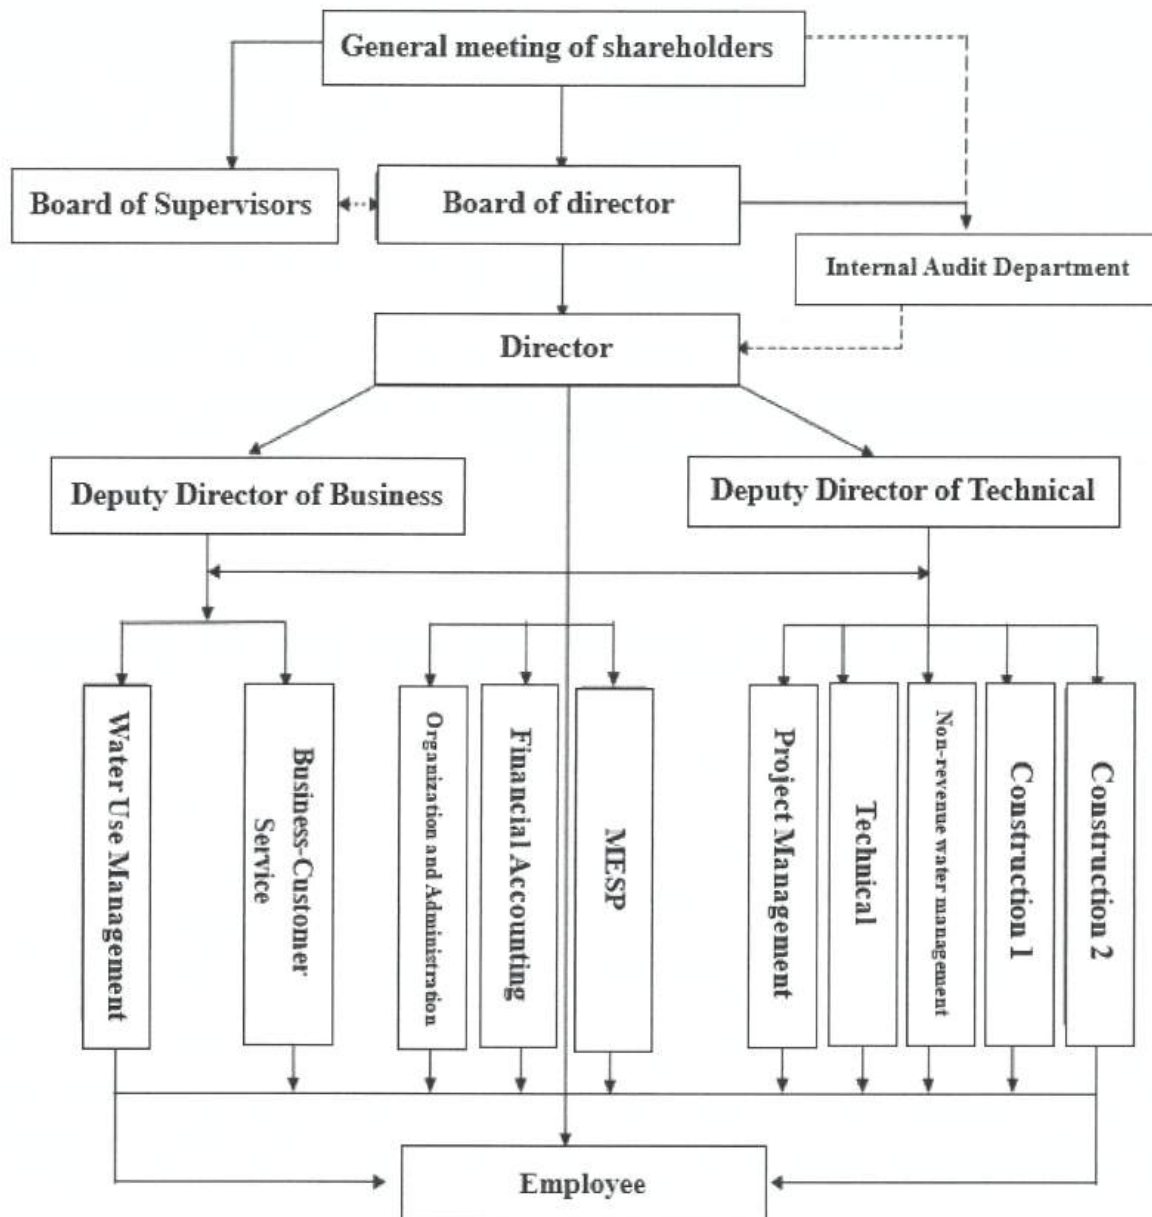 General meeting of shareholders
Board of Supervisors
Board of director
Internal Audit Department
Director
Deputy Director of Business
Deputy Director of Technical
Water Use Management
Business-Customer
Service
Organization and Administration
Financial Accounting
MESP
Project Management
Technical
Non-revenue water management
Construction 1
Construction 2
Employee